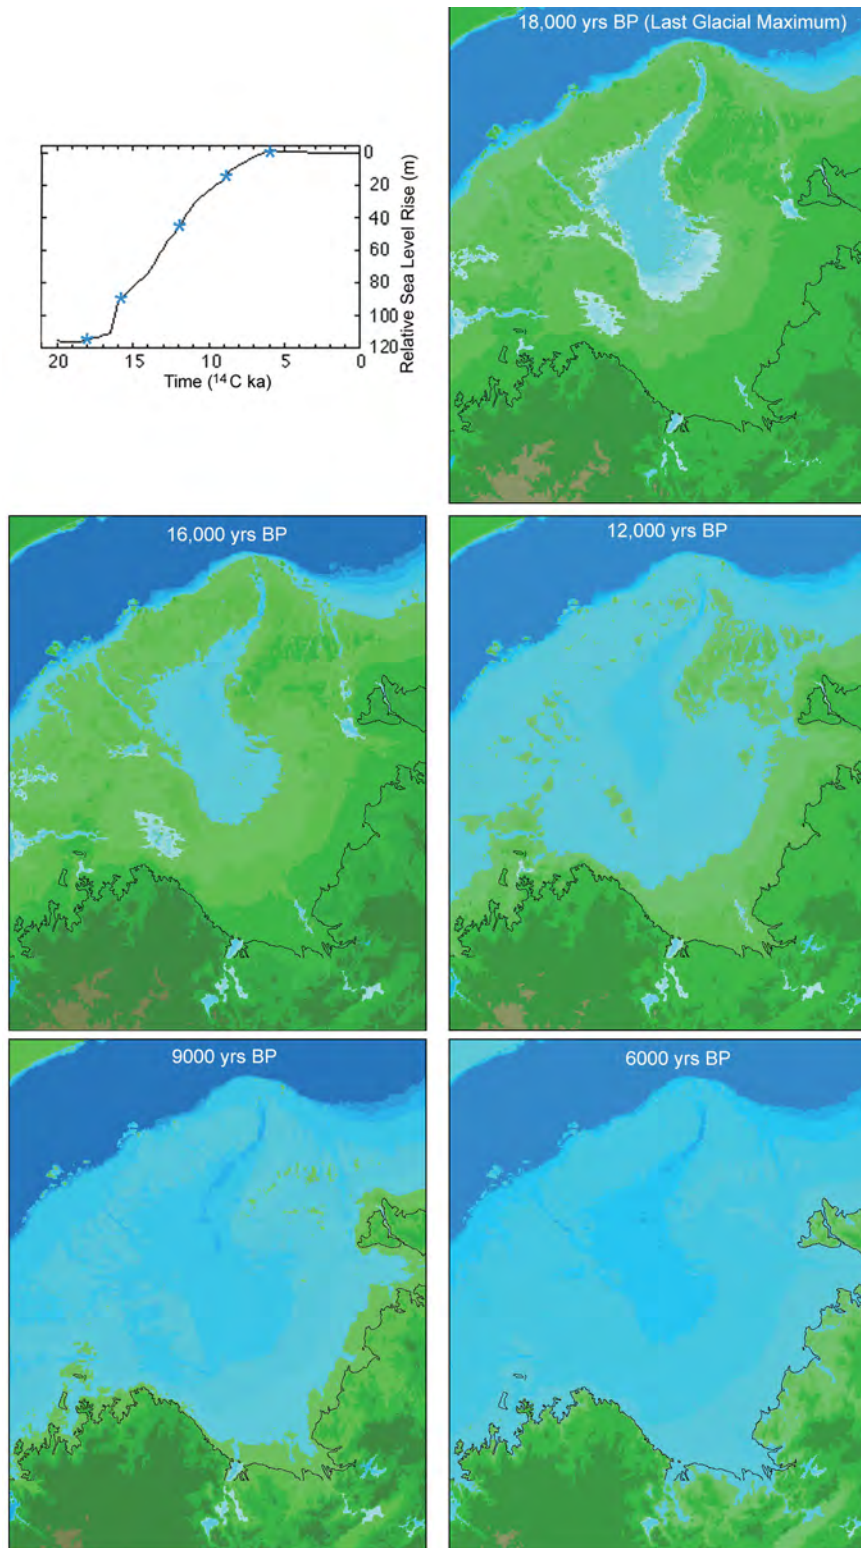 18,000 yrs BP (Last Glacial Maximum)
0
20
40
60
80
100
120
Relative Sea Level Rise (m)
20 15 10 5 0
Time (¹⁴C ka)
16,000 yrs BP
12,000 yrs BP
9000 yrs BP
6000 yrs BP